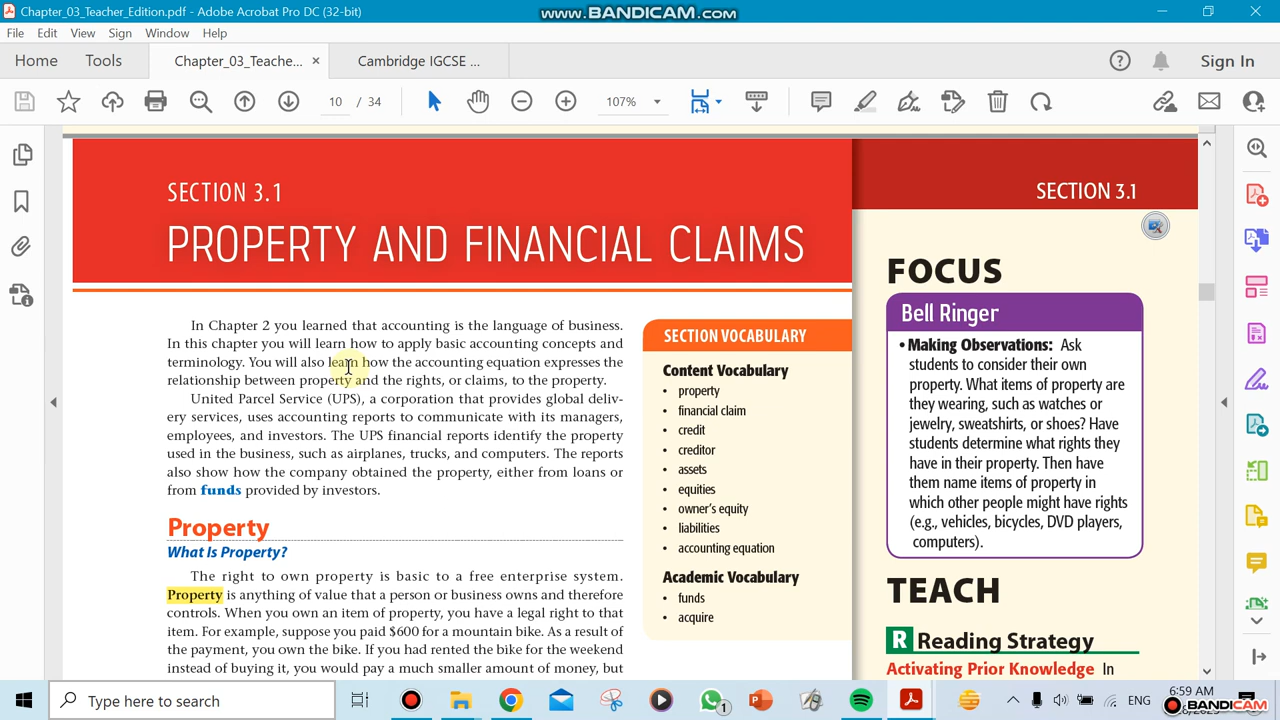 Chapter_03_Teacher_Edition.pdf - Adobe Acrobat Pro DC (32-bit)
www.BANDICAM.com
File Edit View Sign Window Help
Home Tools Chapter_03_Teache... × Cambridge IGCSE ... Sign In
10 / 34 107%
SECTION 3.1
PROPERTY AND FINANCIAL CLAIMS
In Chapter 2 you learned that accounting is the language of business.
In this chapter you will learn how to apply basic accounting concepts and
terminology. You will also learn how the accounting equation expresses the
relationship between property and the rights, or claims, to the property.
United Parcel Service (UPS), a corporation that provides global deliv-
ery services, uses accounting reports to communicate with its managers,
employees, and investors. The UPS financial reports identify the property
used in the business, such as airplanes, trucks, and computers. The reports
also show how the company obtained the property, either from loans or
from funds provided by investors.
Property
What Is Property?
The right to own property is basic to a free enterprise system.
Property is anything of value that a person or business owns and therefore
controls. When you own an item of property, you have a legal right to that
item. For example, suppose you paid $600 for a mountain bike. As a result of
the payment, you own the bike. If you had rented the bike for the weekend
instead of buying it, you would pay a much smaller amount of money, but
SECTION VOCABULARY
Content Vocabulary
• property
• financial claim
• credit
• creditor
• assets
• equities
• owner's equity
• liabilities
• accounting equation
Academic Vocabulary
• funds
• acquire
SECTION 3.1
FOCUS
Bell Ringer
• Making Observations: Ask
students to consider their own
property. What items of property are
they wearing, such as watches or
jewelry, sweatshirts, or shoes? Have
students determine what rights they
have in their property. Then have
them name items of property in
which other people might have rights
(e.g., vehicles, bicycles, DVD players,
computers).
TEACH
R Reading Strategy
Activating Prior Knowledge In
Type here to search
1
ENG
6:59 AM
BANDICAM